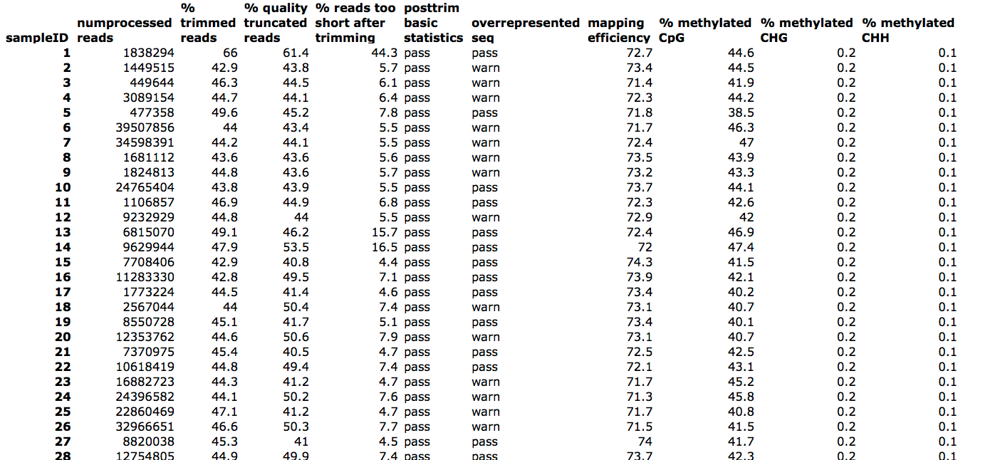 % % quality % reads too posttrim
numprocessed trimmed truncated short after basic overrepresented mapping % methylated % methylated % methylated
sampleID reads reads reads trimming statistics seq efficiency CpG CHG CHH
1 1838294 66 61.4 44.3 pass pass 72.7 44.6 0.2 0.1
2 1449515 42.9 43.8 5.7 pass warn 73.4 44.5 0.2 0.1
3 449644 46.3 44.5 6.1 pass warn 71.4 41.9 0.2 0.1
4 3089154 44.7 44.1 6.4 pass warn 72.3 44.2 0.2 0.1
5 477358 49.6 45.2 7.8 pass pass 71.8 38.5 0.2 0.1
6 39507856 44 43.4 5.5 pass warn 71.7 46.3 0.2 0.1
7 34598391 44.2 44.1 5.5 pass warn 72.4 47 0.2 0.1
8 1681112 43.6 43.6 5.6 pass warn 73.5 43.9 0.2 0.1
9 1824813 44.8 43.6 5.7 pass warn 73.2 43.3 0.2 0.1
10 24765404 43.8 43.9 5.5 pass pass 73.7 44.1 0.2 0.1
11 1106857 46.9 44.9 6.8 pass pass 72.3 42.6 0.2 0.1
12 9232929 44.8 44 5.5 pass warn 72.9 42 0.2 0.1
13 6815070 49.1 46.2 15.7 pass pass 72.4 46.9 0.2 0.1
14 9629944 47.9 53.5 16.5 pass pass 72 47.4 0.2 0.1
15 7708406 42.9 40.8 4.4 pass pass 74.3 41.5 0.2 0.1
16 11283330 42.8 49.5 7.1 pass pass 73.9 42.1 0.2 0.1
17 1773224 44.5 41.4 4.6 pass pass 73.4 40.2 0.2 0.1
18 2567044 44 50.4 7.4 pass warn 73.1 40.7 0.2 0.1
19 8550728 45.1 41.7 5.1 pass pass 73.4 40.1 0.2 0.1
20 12353762 44.6 50.6 7.9 pass warn 73.1 40.7 0.2 0.1
21 7370975 45.4 40.5 4.7 pass pass 72.5 42.5 0.2 0.1
22 10618419 44.8 49.4 7.4 pass pass 72.1 43.1 0.2 0.1
23 16882723 44.3 41.2 4.7 pass warn 71.7 45.2 0.2 0.1
24 24396582 44.1 50.2 7.6 pass warn 71.3 45.8 0.2 0.1
25 22860469 47.1 41.2 4.7 pass warn 71.7 40.8 0.2 0.1
26 32966651 46.6 50.3 7.7 pass warn 71.5 41.5 0.2 0.1
27 8820038 45.3 41 4.5 pass pass 74 41.7 0.2 0.1
28 12754805 44.9 49.9 7.4 pass pass 73.7 42.3 0.2 0.1